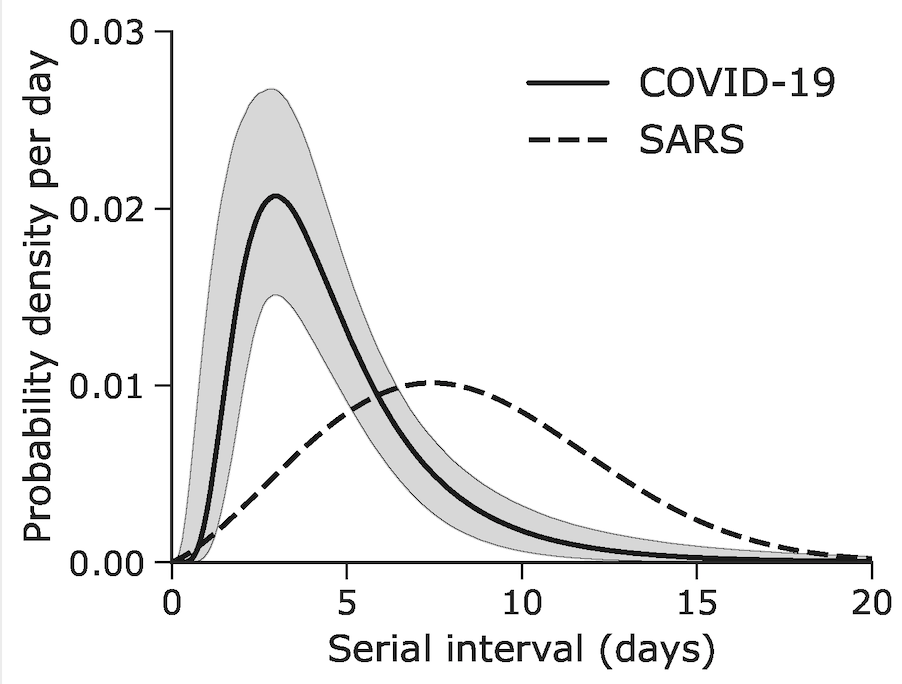 0.03
0.02
0.01
0.00
Probability density per day
COVID-19
SARS
0 5 10 15 20
Serial interval (days)